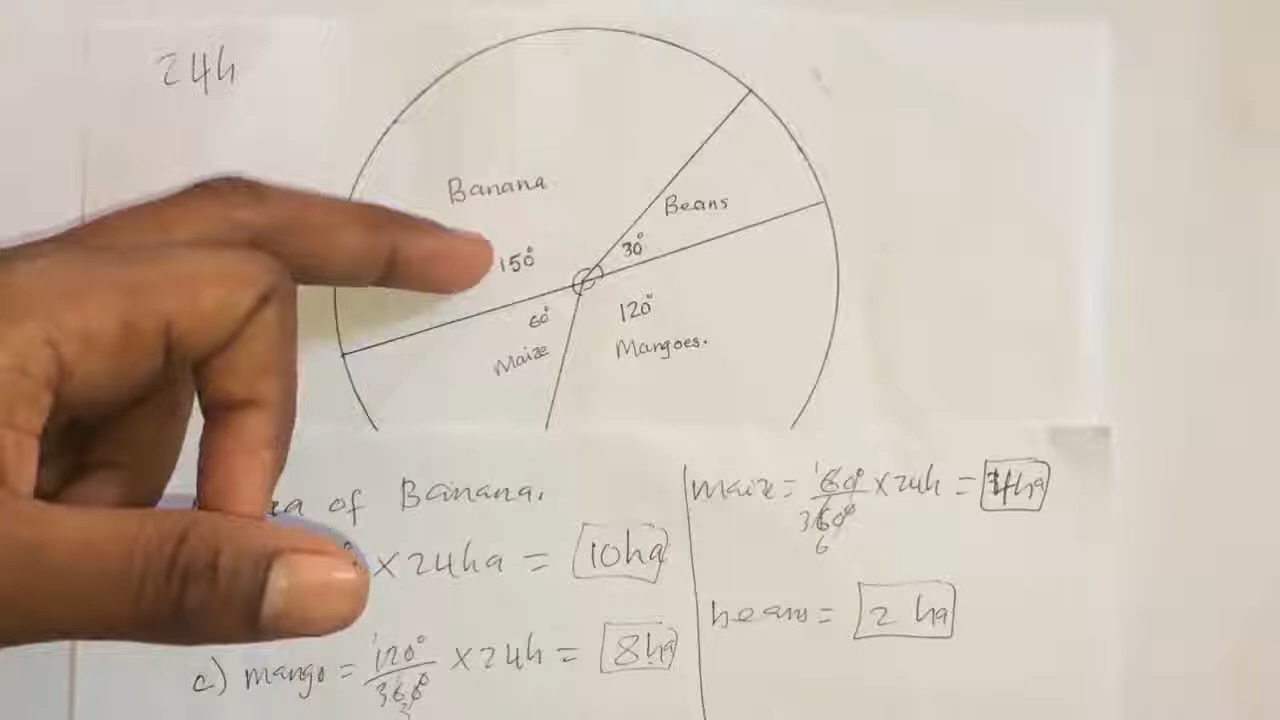 24h
Banana
Beans
150°
30°
60°
120°
Maize
Mangoes.
of Banana.
× 24ha = 10ha
c) mango = 120°/360° × 24h = 8ha
maiz = 60°/360° × 24h = 4ha
beans = 2 ha